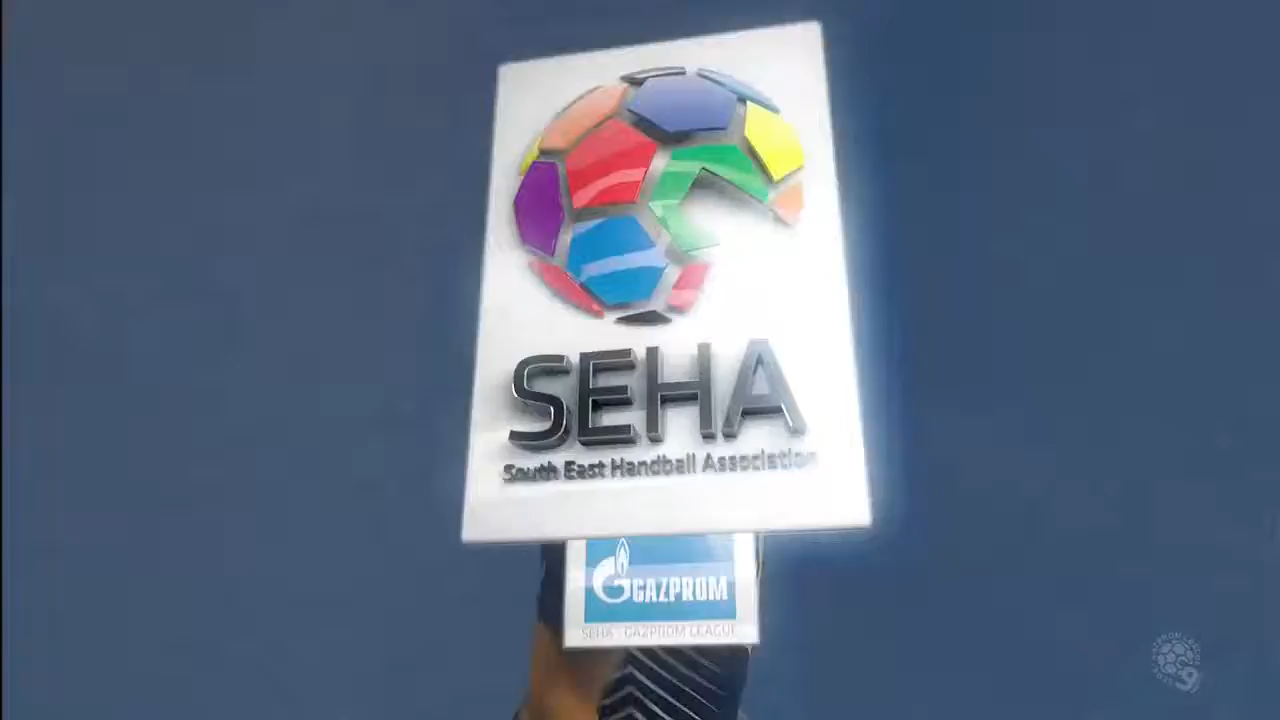 SEHA
South East Handball Association
GAZPROM
SEHA - GAZPROM LEAGUE